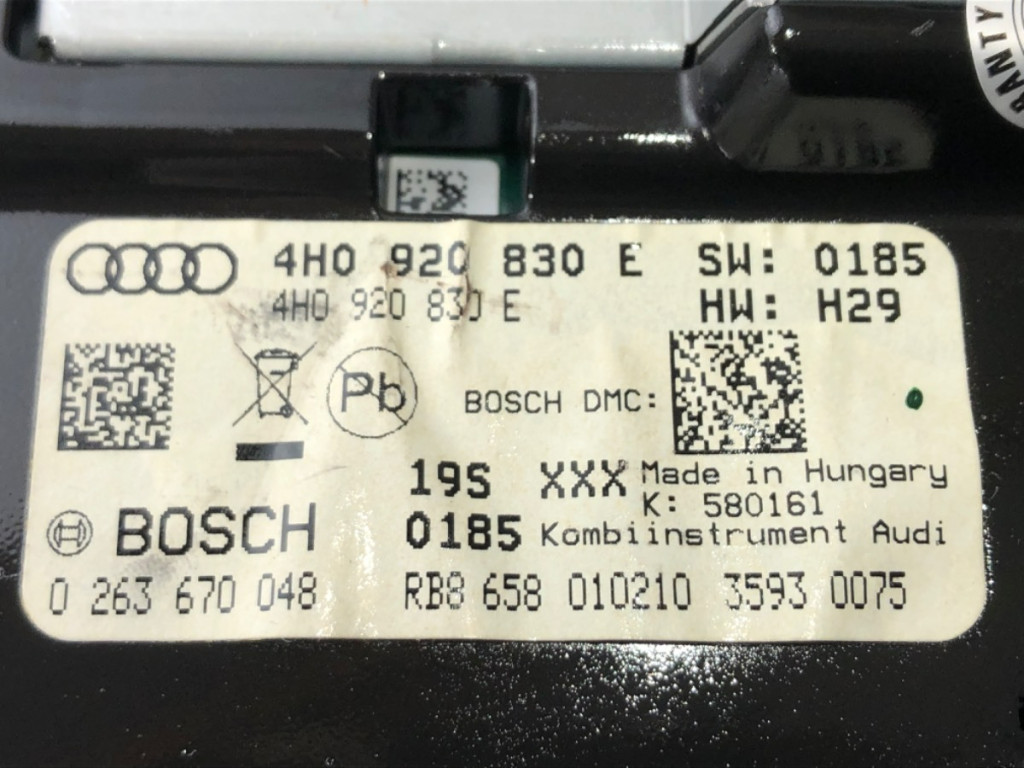 4H0 920 830 E SW: 0185
4H0 920 830 E HW: H29
Pb
BOSCH DMC:
19S XXX Made in Hungary
K: 580161
BOSCH 0185 Kombiinstrument Audi
0 263 670 048 RB8 658 010210 3593 0075